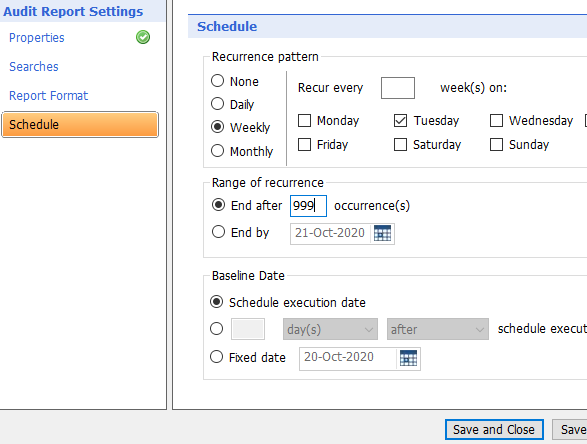 Audit Report Settings
Properties
Searches
Report Format
Schedule
Schedule
Recurrence pattern
None
Daily
Weekly
Monthly
Recur every week(s) on:
Monday Tuesday Wednesday
Friday Saturday Sunday
Range of recurrence
End after 999 occurrence(s)
End by 21-Oct-2020
Baseline Date
Schedule execution date
day(s) after schedule execut
Fixed date 20-Oct-2020
Save and Close Save